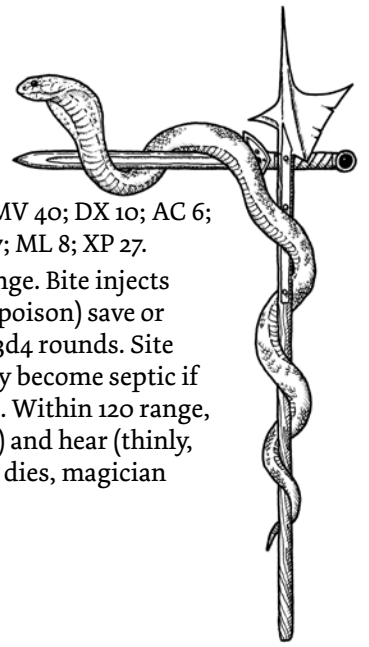 MV 40; DX 10; AC 6;
; ML 8; XP 27.
nge. Bite injects
poison) save or
3d4 rounds. Site
y become septic if
. Within 120 range,
) and hear (thinly,
dies, magician